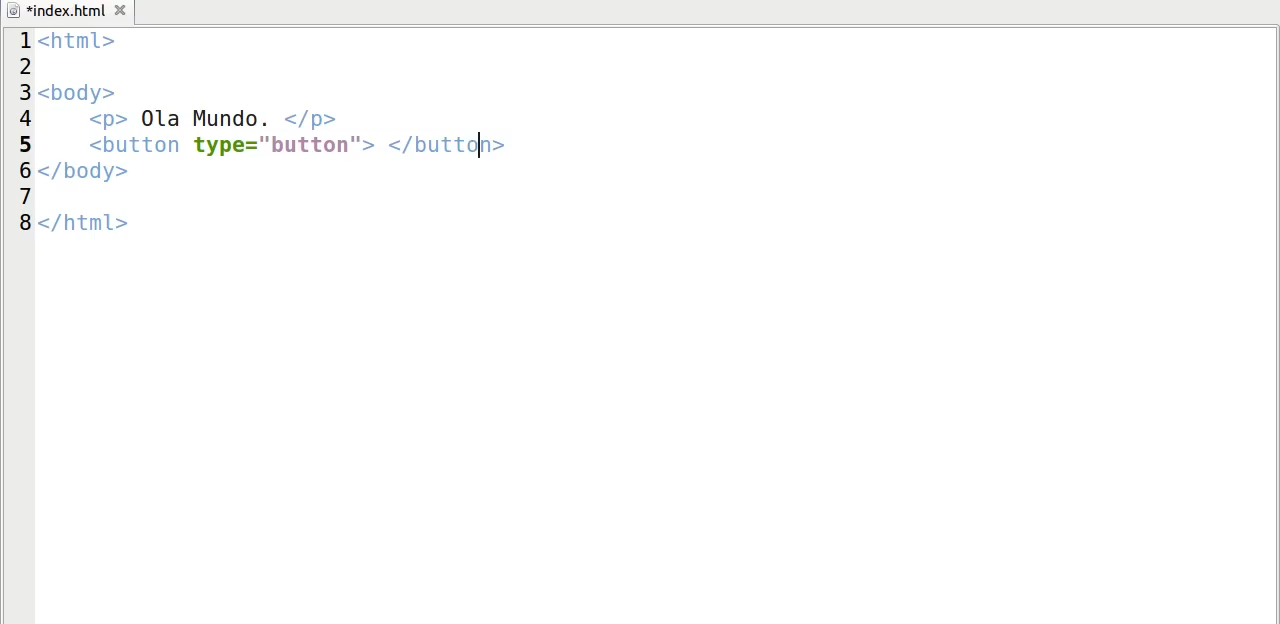 *index.html
1 <html>
2
3 <body>
4     <p> Ola Mundo. </p>
5     <button type="button"> </button>
6 </body>
7
8 </html>